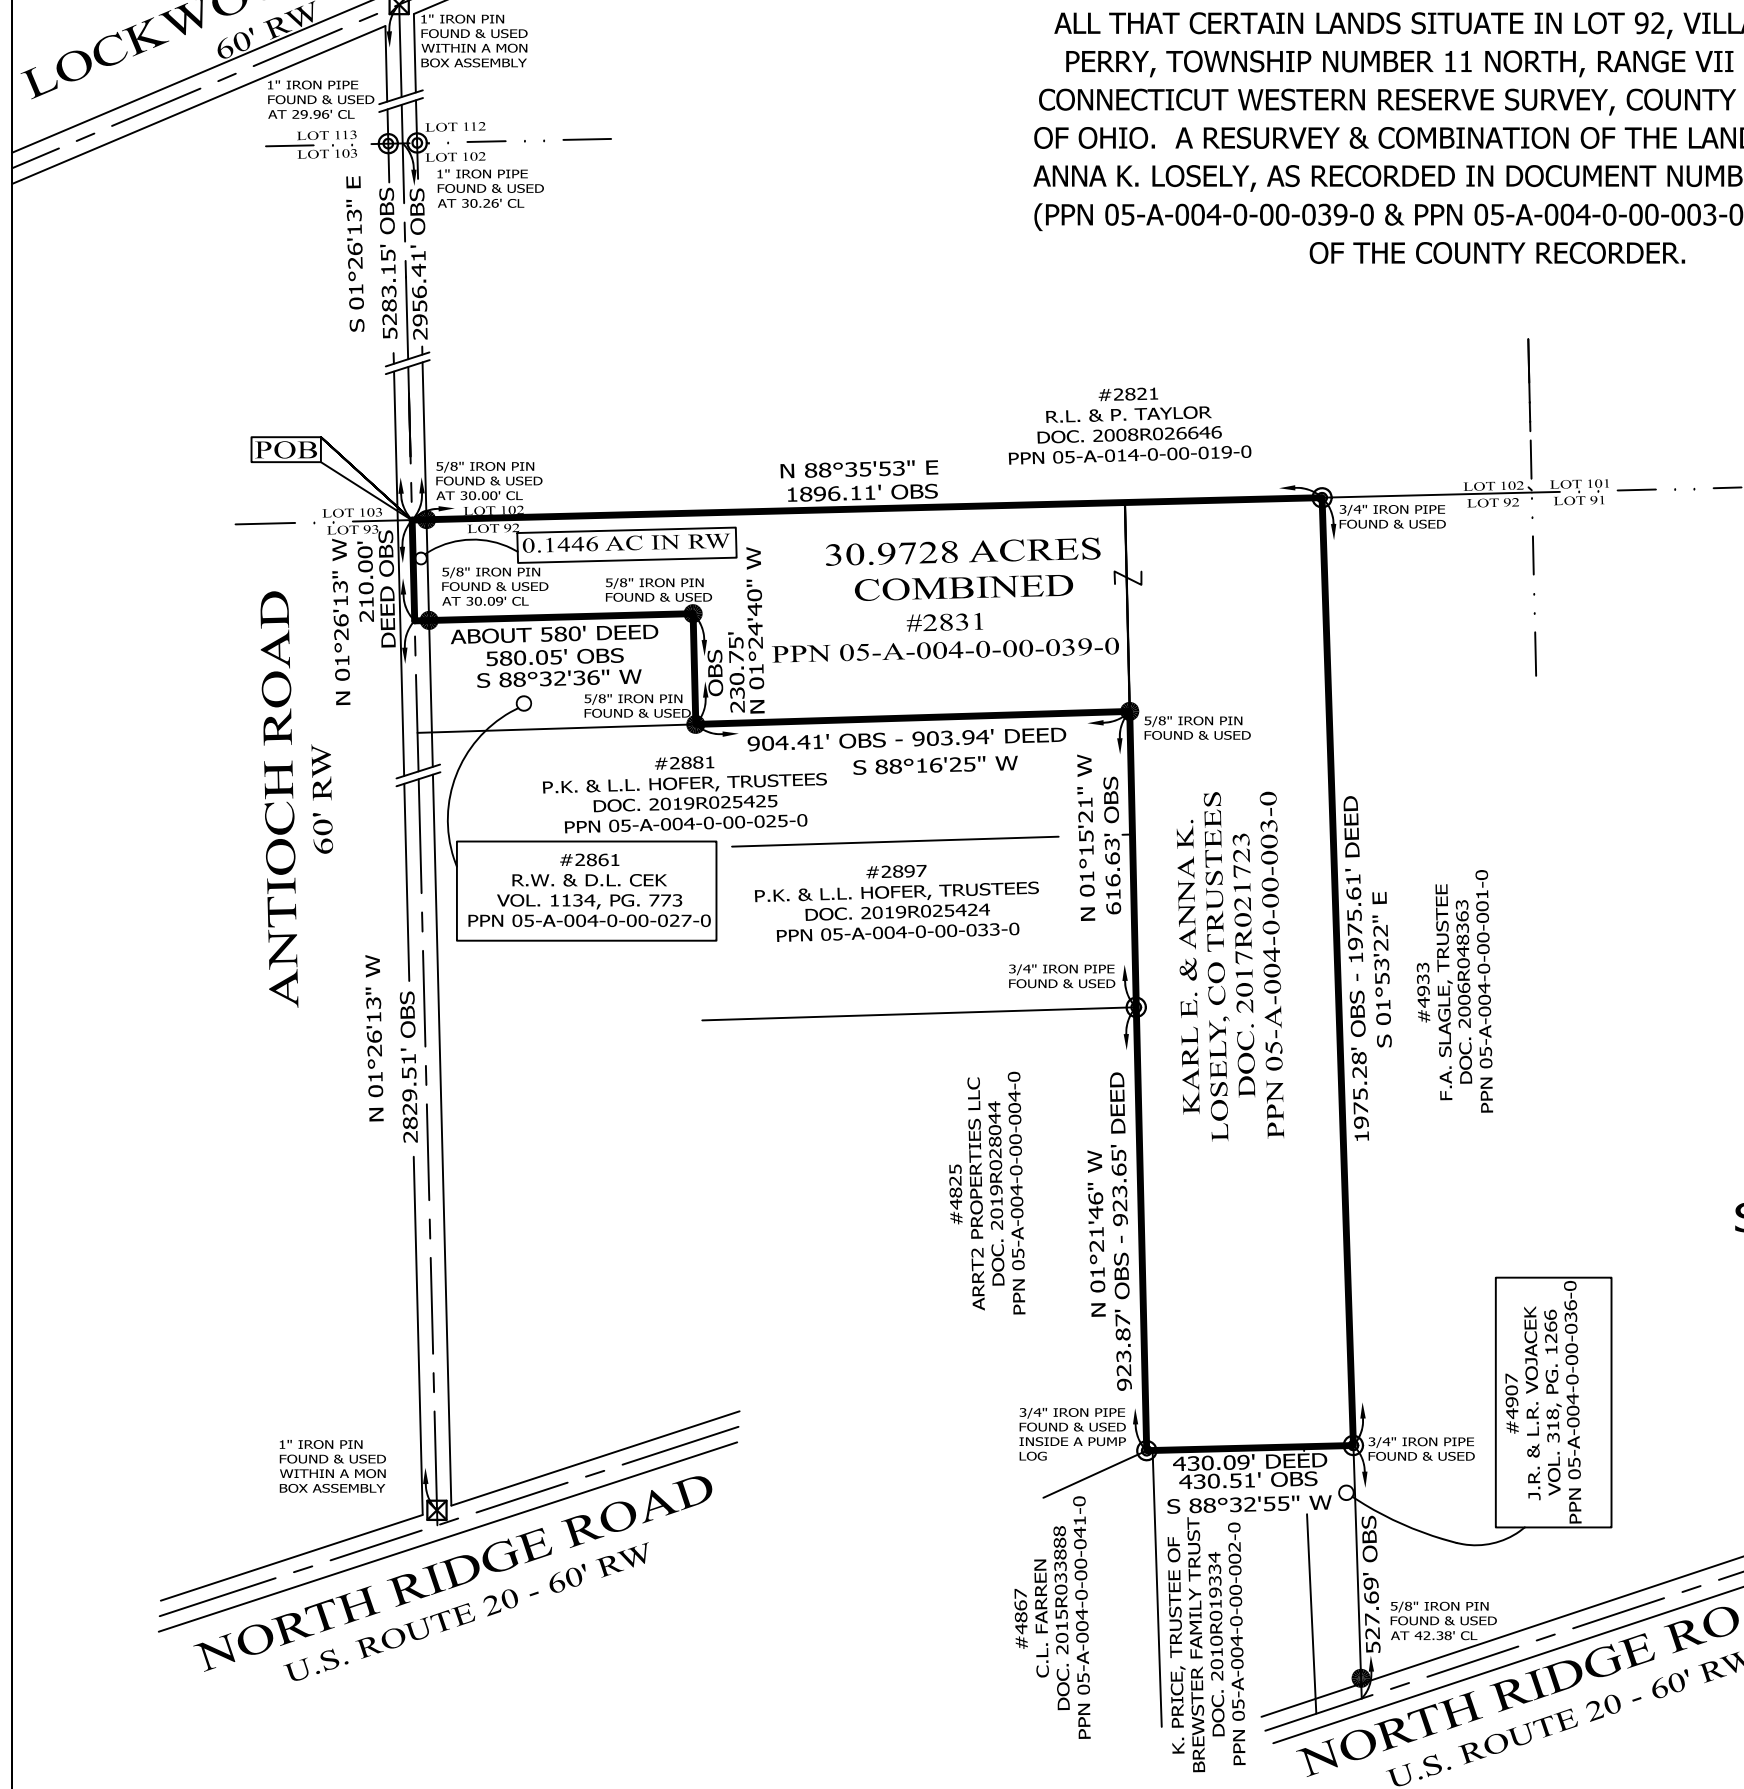 LOCKWO
60' RW
1" IRON PIN
FOUND & USED
WITHIN A MON
BOX ASSEMBLY
ALL THAT CERTAIN LANDS SITUATE IN LOT 92, VILLA
PERRY, TOWNSHIP NUMBER 11 NORTH, RANGE VII
CONNECTICUT WESTERN RESERVE SURVEY, COUNTY
OF OHIO. A RESURVEY & COMBINATION OF THE LAND
ANNA K. LOSELY, AS RECORDED IN DOCUMENT NUMB
(PPN 05-A-004-0-00-039-0 & PPN 05-A-004-0-00-003-0
OF THE COUNTY RECORDER.
1" IRON PIPE
FOUND & USED
AT 29.96' CL
LOT 113
LOT 103
LOT 112
LOT 102
1" IRON PIPE
FOUND & USED
AT 30.26' CL
S 01°26'13" E
5283.15' OBS
2956.41' OBS
#2821
R.L. & P. TAYLOR
DOC. 2008R026646
PPN 05-A-014-0-00-019-0
POB
5/8" IRON PIN
FOUND & USED
AT 30.00' CL
N 88°35'53" E
1896.11' OBS
LOT 103
LOT 93
LOT 102
LOT 92
LOT 102
LOT 92
LOT 101
LOT 91
3/4" IRON PIPE
FOUND & USED
0.1446 AC IN RW
N 01°26'13" W
210.00'
DEED OBS
5/8" IRON PIN
FOUND & USED
AT 30.09' CL
5/8" IRON PIN
FOUND & USED
30.9728 ACRES
COMBINED
#2831
PPN 05-A-004-0-00-039-0
ABOUT 580' DEED
580.05' OBS
S 88°32'36" W
OBS
230.75'
N 01°24'40" W
5/8" IRON PIN
FOUND & USED
5/8" IRON PIN
FOUND & USED
904.41' OBS - 903.94' DEED
S 88°16'25" W
ANTIOCH ROAD
60' RW
#2881
P.K. & L.L. HOFER, TRUSTEES
DOC. 2019R025425
PPN 05-A-004-0-00-025-0
#2861
R.W. & D.L. CEK
VOL. 1134, PG. 773
PPN 05-A-004-0-00-027-0
#2897
P.K. & L.L. HOFER, TRUSTEES
DOC. 2019R025424
PPN 05-A-004-0-00-033-0
N 01°15'21" W
616.63' OBS
KARL E. & ANNA K.
LOSELY, CO TRUSTEES
DOC. 2017R021723
PPN 05-A-004-0-00-003-0
1975.28' OBS - 1975.61' DEED
S 01°53'22" E
#4933
F.A. SLAGLE, TRUSTEE
DOC. 2006R048363
PPN 05-A-004-0-00-001-0
3/4" IRON PIPE
FOUND & USED
N 01°26'13" W
2829.51' OBS
#4825
ARRT2 PROPERTIES LLC
DOC. 2019R028044
PPN 05-A-004-0-00-004-0
N 01°21'46" W
923.87' OBS - 923.65' DEED
S
#4907
J.R. & L.R. VOJACEK
VOL. 318, PG. 1266
PPN 05-A-004-0-00-036-0
1" IRON PIN
FOUND & USED
WITHIN A MON
BOX ASSEMBLY
3/4" IRON PIPE
FOUND & USED
INSIDE A PUMP
LOG
3/4" IRON PIPE
FOUND & USED
430.09' DEED
430.51' OBS
S 88°32'55" W
NORTH RIDGE ROAD
U.S. ROUTE 20 - 60' RW
#4867
C.L. FARREN
DOC. 2015R033888
PPN 05-A-004-0-00-041-0
K. PRICE, TRUSTEE OF
BREWSTER FAMILY TRUST
DOC. 2010R019334
PPN 05-A-004-0-00-002-0
527.69' OBS
5/8" IRON PIN
FOUND & USED
AT 42.38' CL
NORTH RIDGE RO
U.S. ROUTE 20 - 60' RW